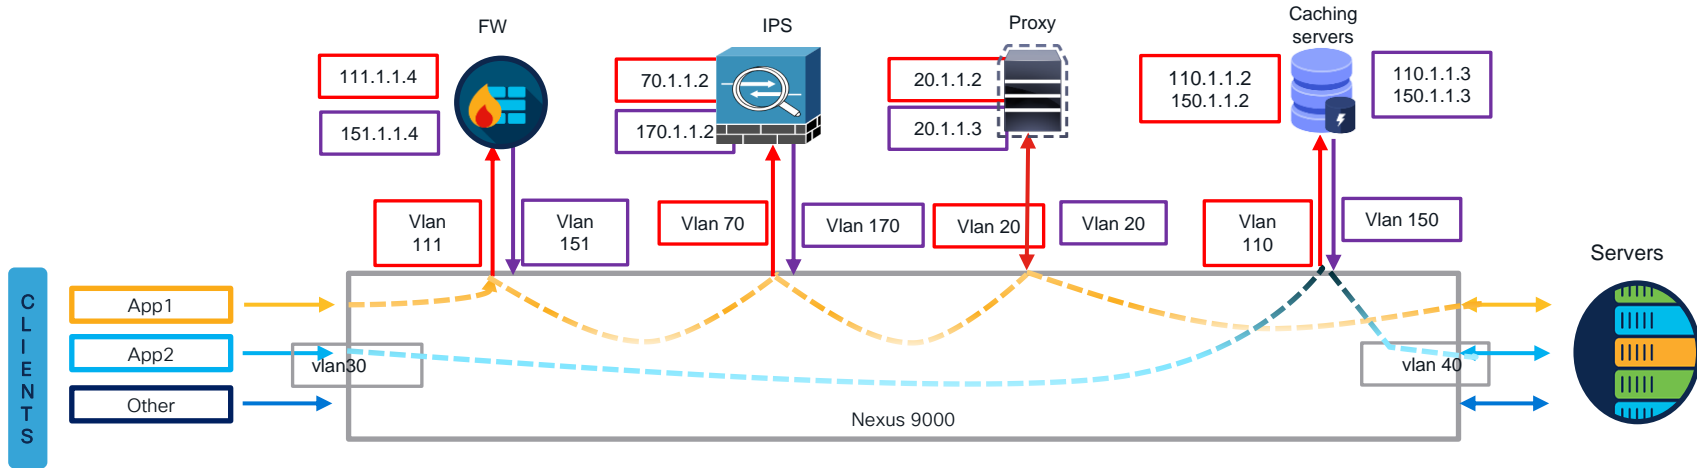 FW
IPS
Proxy
Caching
servers
111.1.1.4
151.1.1.4
70.1.1.2
170.1.1.2
20.1.1.2
20.1.1.3
110.1.1.2
150.1.1.2
110.1.1.3
150.1.1.3
Vlan
111
Vlan
151
Vlan 70
Vlan 170
Vlan 20
Vlan 20
Vlan
110
Vlan 150
Servers
CLIENTS
App1
App2
Other
vlan30
vlan 40
Nexus 9000